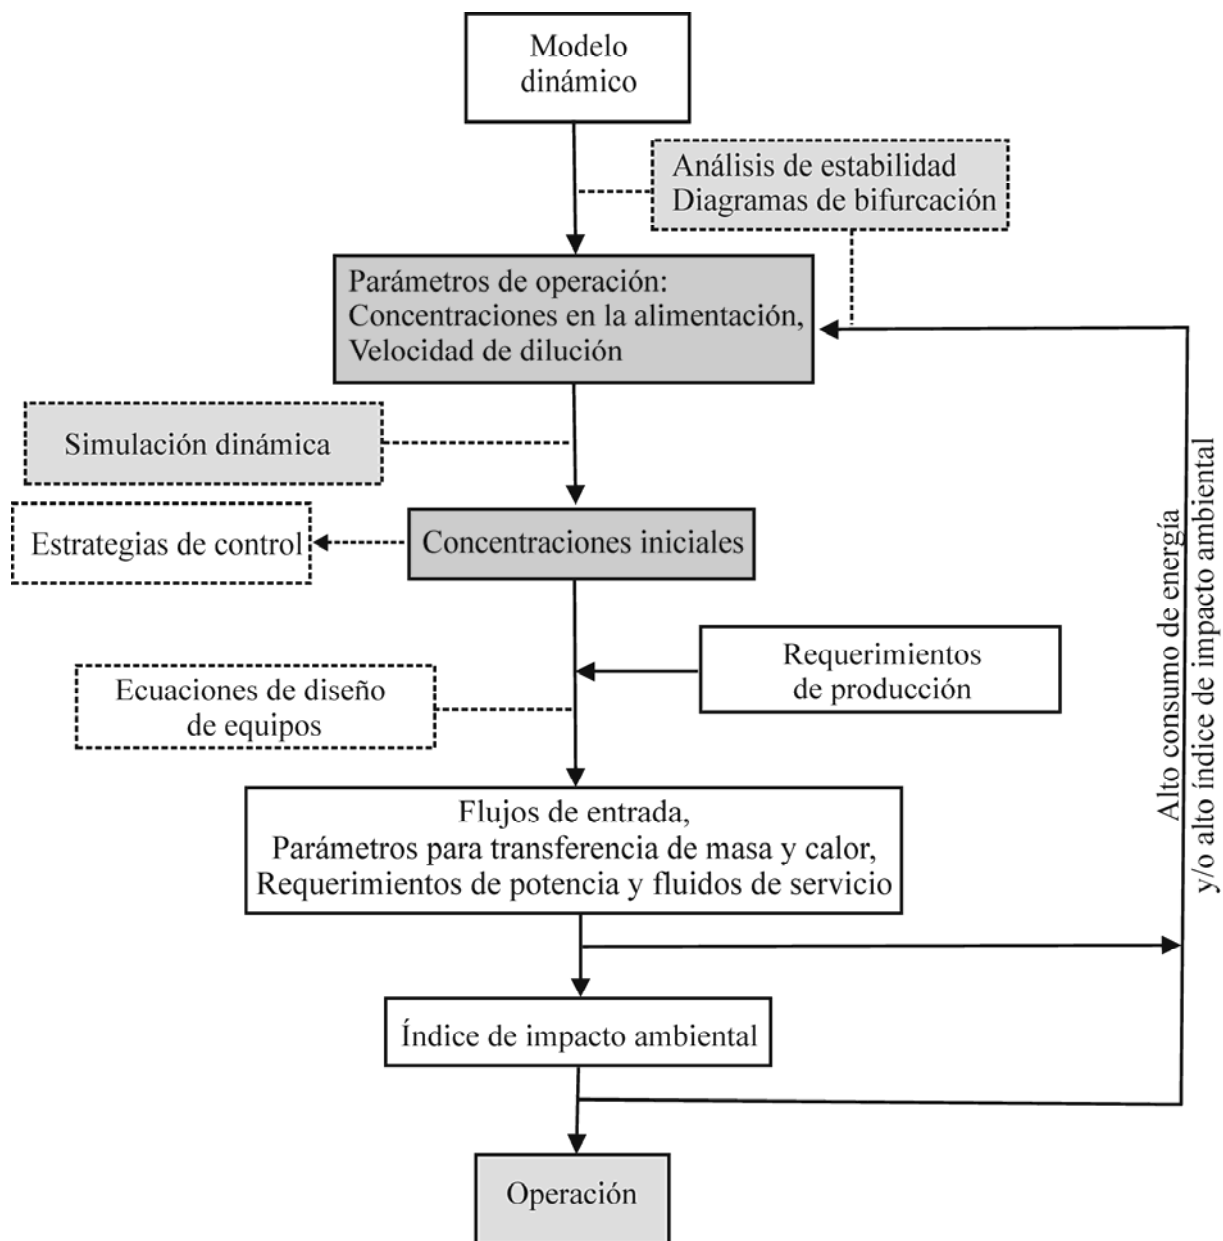 Modelo
dinámico
Análisis de estabilidad
Diagramas de bifurcación
Parámetros de operación:
Concentraciones en la alimentación,
Velocidad de dilución
Simulación dinámica
Estrategias de control
Concentraciones iniciales
Requerimientos
de producción
Ecuaciones de diseño
de equipos
Flujos de entrada,
Parámetros para transferencia de masa y calor,
Requerimientos de potencia y fluidos de servicio
Alto consumo de energía
y/o alto índice de impacto ambiental
Índice de impacto ambiental
Operación